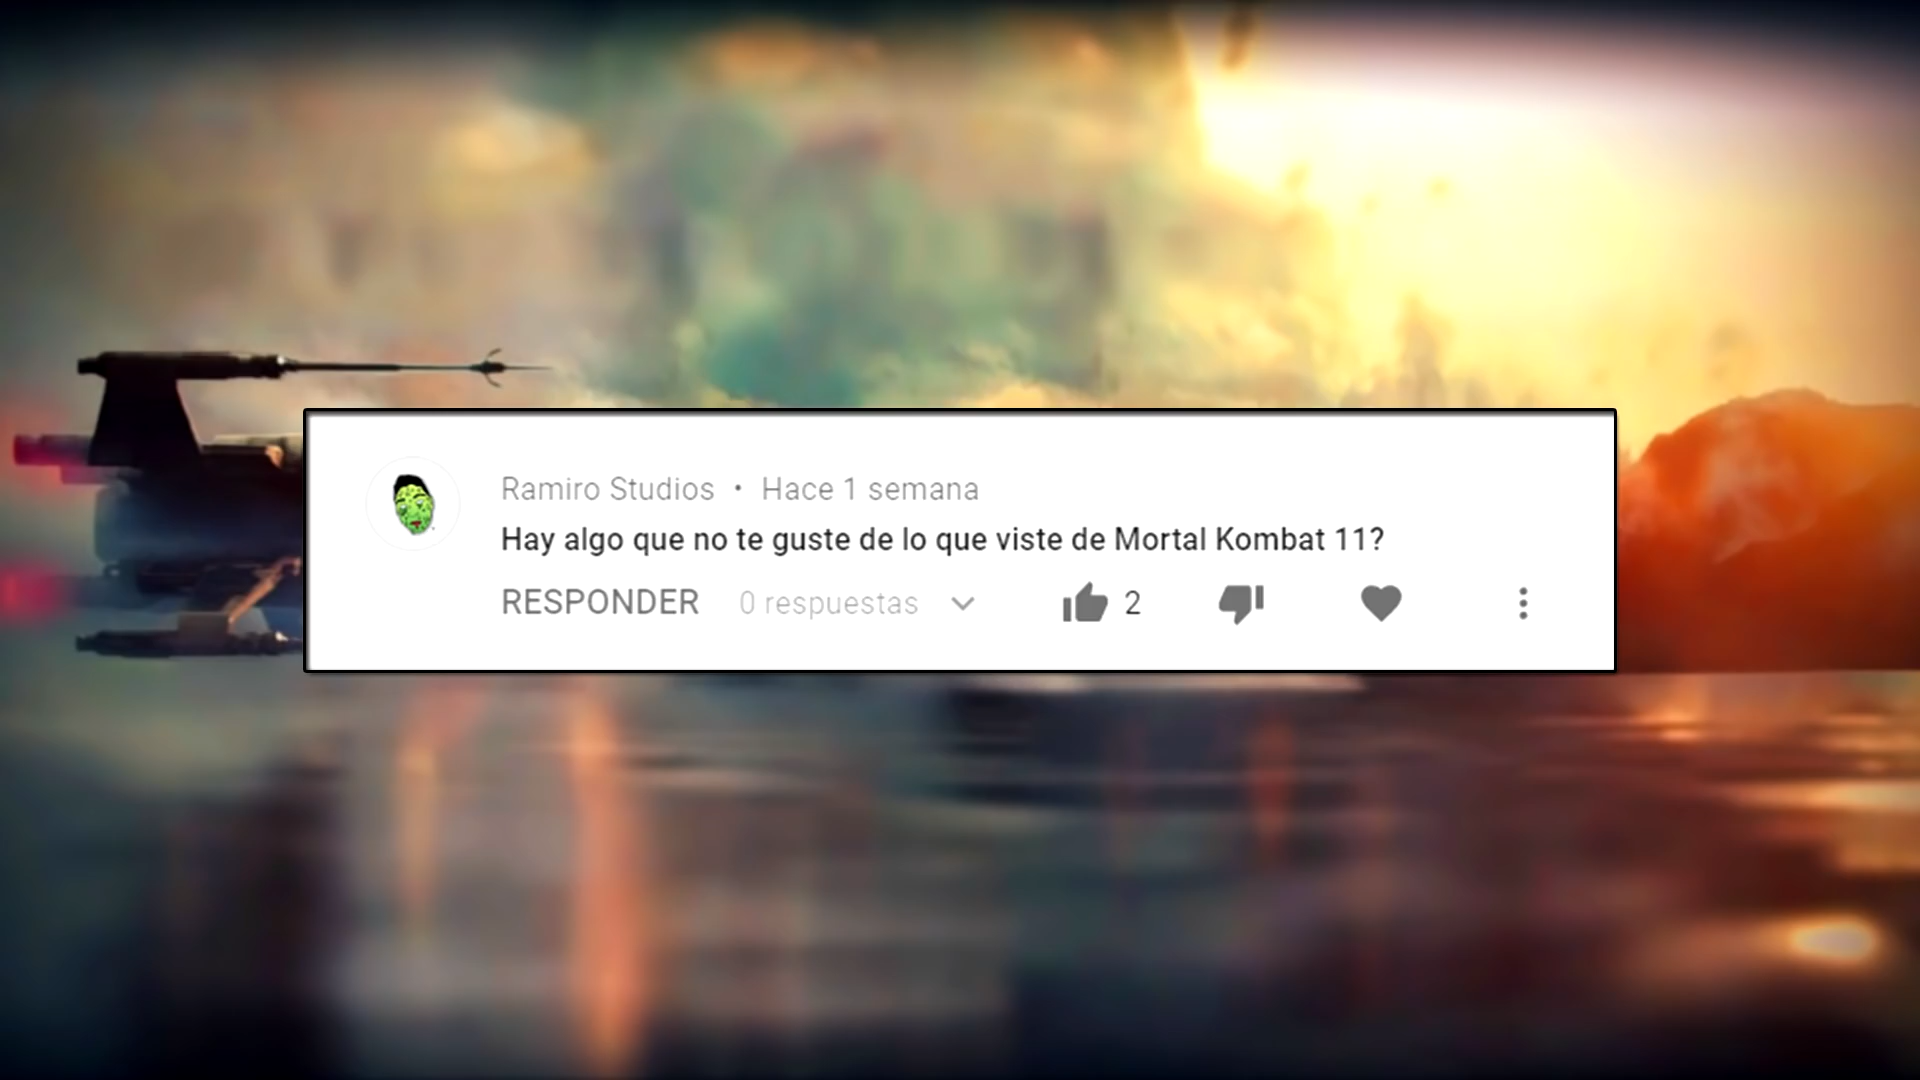 Ramiro Studios • Hace 1 semana
Hay algo que no te guste de lo que viste de Mortal Kombat 11?
RESPONDER 0 respuestas 2